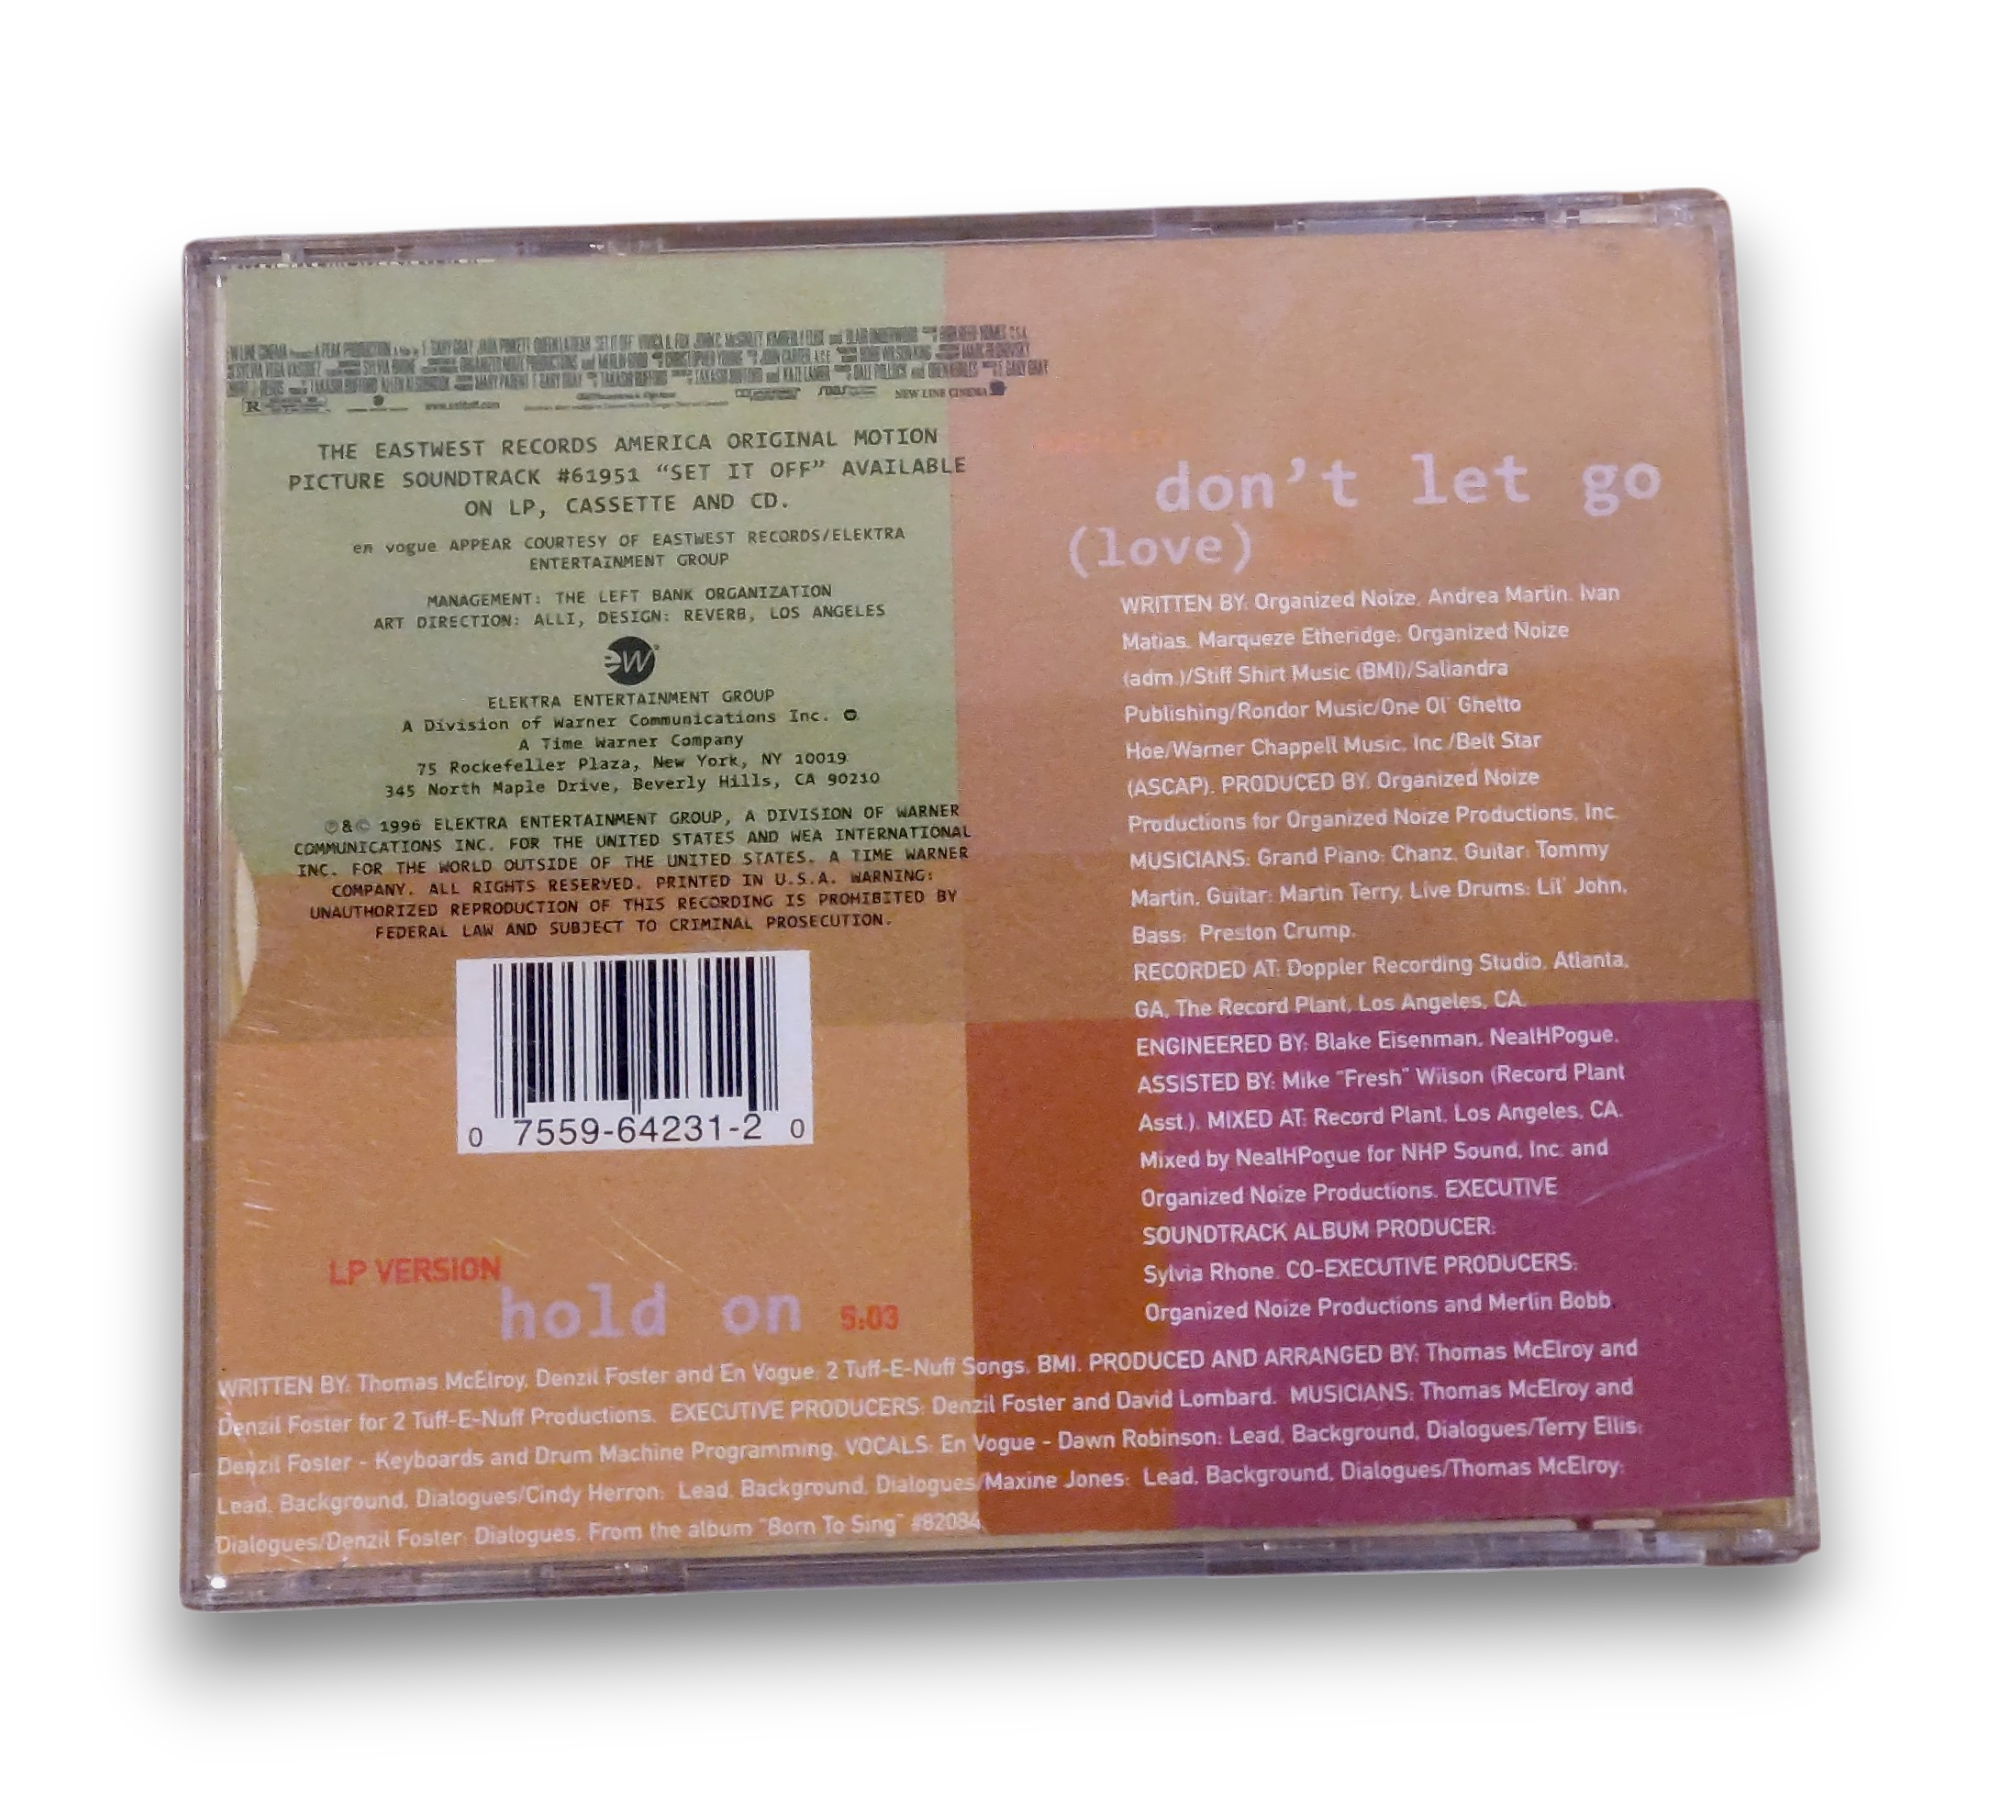 THE EASTWEST RECORDS AMERICA ORIGINAL MOTION
PICTURE SOUNDTRACK #61951 “SET IT OFF” AVAILABLE
ON LP, CASSETTE AND CD.
en vogue APPEAR COURTESY OF EASTWEST RECORDS/ELEKTRA
ENTERTAINMENT GROUP
MANAGEMENT: THE LEFT BANK ORGANIZATION
ART DIRECTION: ALLI, DESIGN: REVERB, LOS ANGELES
ew
ELEKTRA ENTERTAINMENT GROUP
A Division of Warner Communications Inc.
A Time Warner Company
75 Rockefeller Plaza, New York, NY 10019
345 North Maple Drive, Beverly Hills, CA 90210
℗&© 1996 ELEKTRA ENTERTAINMENT GROUP, A DIVISION OF WARNER
COMMUNICATIONS INC. FOR THE UNITED STATES AND WEA INTERNATIONAL
INC. FOR THE WORLD OUTSIDE OF THE UNITED STATES. A TIME WARNER
COMPANY. ALL RIGHTS RESERVED. PRINTED IN U.S.A. WARNING:
UNAUTHORIZED REPRODUCTION OF THIS RECORDING IS PROHIBITED BY
FEDERAL LAW AND SUBJECT TO CRIMINAL PROSECUTION.
0 7559-64231-2 0
don’t let go
(love)
WRITTEN BY: Organized Noize, Andrea Martin, Ivan
Matias, Marqueze Etheridge; Organized Noize
(adm.)/Stiff Shirt Music (BMI)/Sailandra
Publishing/Rondor Music/One Ol' Ghetto
Hoe/Warner Chappell Music, Inc./Belt Star
(ASCAP). PRODUCED BY: Organized Noize
Productions for Organized Noize Productions, Inc.
MUSICIANS: Grand Piano: Chanz, Guitar: Tommy
Martin, Guitar: Martin Terry, Live Drums: Lil' John,
Bass: Preston Crump.
RECORDED AT: Doppler Recording Studio, Atlanta,
GA, The Record Plant, Los Angeles, CA.
ENGINEERED BY: Blake Eisenman, NealHPogue.
ASSISTED BY: Mike "Fresh" Wilson (Record Plant
Asst.). MIXED AT: Record Plant, Los Angeles, CA.
Mixed by NealHPogue for NHP Sound, Inc. and
Organized Noize Productions. EXECUTIVE
SOUNDTRACK ALBUM PRODUCER:
Sylvia Rhone. CO-EXECUTIVE PRODUCERS:
Organized Noize Productions and Merlin Bobb.
LP VERSION
hold on 5:03
WRITTEN BY: Thomas McElroy, Denzil Foster and En Vogue; 2 Tuff-E-Nuff Songs, BMI. PRODUCED AND ARRANGED BY: Thomas McElroy and
Denzil Foster for 2 Tuff-E-Nuff Productions. EXECUTIVE PRODUCERS: Denzil Foster and David Lombard. MUSICIANS: Thomas McElroy and
Denzil Foster - Keyboards and Drum Machine Programming. VOCALS: En Vogue - Dawn Robinson: Lead, Background, Dialogues/Terry Ellis:
Lead, Background, Dialogues/Cindy Herron: Lead, Background, Dialogues/Maxine Jones: Lead, Background, Dialogues/Thomas McElroy:
Dialogues/Denzil Foster: Dialogues. From the album "Born To Sing" #82084